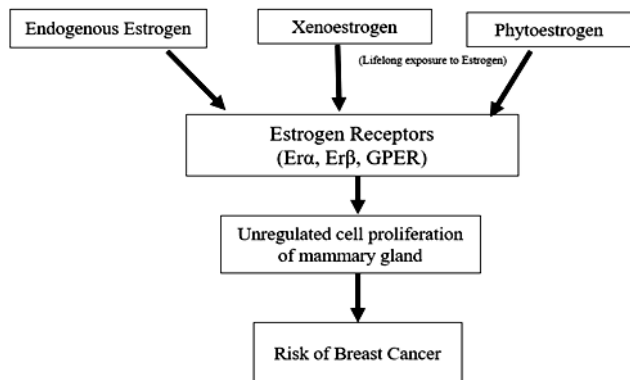 Endogenous Estrogen
Xenoestrogen
Phytoestrogen
(Lifelong exposure to Estrogen)
Estrogen Receptors
(Erα, Erβ, GPER)
Unregulated cell proliferation
of mammary gland
Risk of Breast Cancer